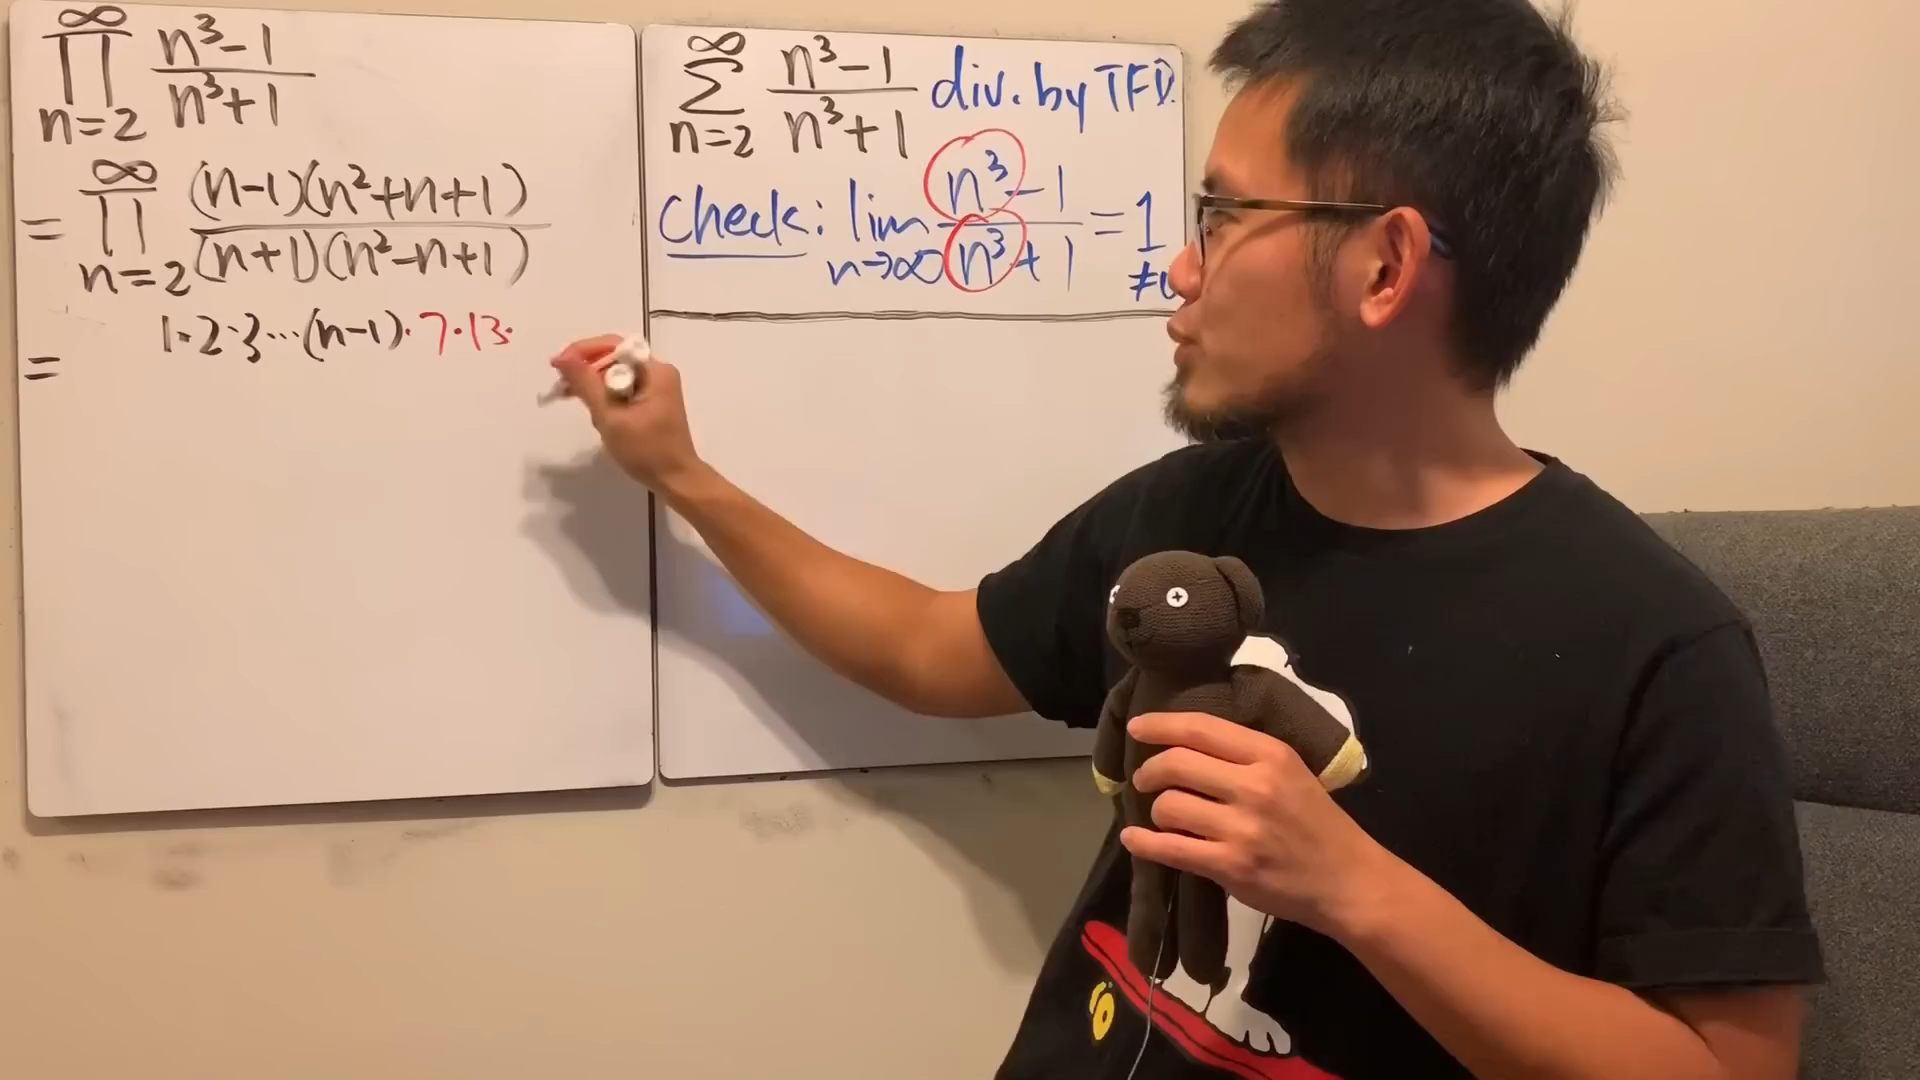 ∞
∏ n³-1
n=2 n³+1
∞
= ∏ (n-1)(n²+n+1)
n=2 (n+1)(n²-n+1)
= 1·2·3···(n-1)·7·13·
∞
∑ n³-1 div. by TFD.
n=2 n³+1
check: lim n³-1 = 1
n→∞ n³+1 ≠